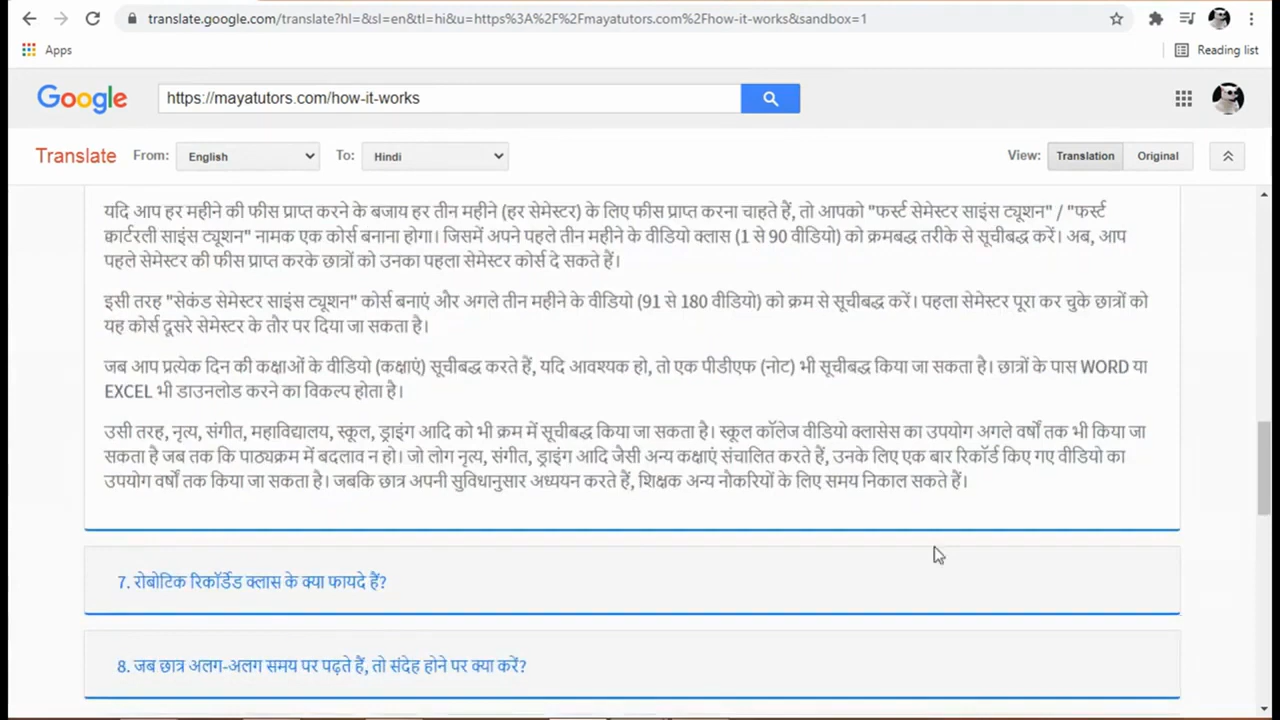 translate.google.com/translate?hl=&sl=en&tl=hi&u=https%3A%2F%2Fmayatutors.com%2Fhow-it-works&sandbox=1
Apps
Reading list
Google
https://mayatutors.com/how-it-works
Translate From: English To: Hindi View: Translation Original
यदि आप हर महीने की फीस प्राप्त करने के बजाय हर तीन महीने (हर सेमेस्टर) के लिए फीस प्राप्त करना चाहते हैं, तो आपको "फर्स्ट सेमेस्टर साइंस ट्यूशन" / "फर्स्ट
क्वार्टरली साइंस ट्यूशन" नामक एक कोर्स बनाना होगा। जिसमें अपने पहले तीन महीने के वीडियो क्लास (1 से 90 वीडियो) को क्रमबद्ध तरीके से सूचीबद्ध करें। अब, आप
पहले सेमेस्टर की फीस प्राप्त करके छात्रों को उनका पहला सेमेस्टर कोर्स दे सकते हैं।
इसी तरह "सेकंड सेमेस्टर साइंस ट्यूशन" कोर्स बनाएं और अगले तीन महीने के वीडियो (91 से 180 वीडियो) को क्रम से सूचीबद्ध करें। पहला सेमेस्टर पूरा कर चुके छात्रों को
यह कोर्स दूसरे सेमेस्टर के तौर पर दिया जा सकता है।
जब आप प्रत्येक दिन की कक्षाओं के वीडियो (कक्षाएं) सूचीबद्ध करते हैं, यदि आवश्यक हो, तो एक पीडीएफ (नोट) भी सूचीबद्ध किया जा सकता है। छात्रों के पास WORD या
EXCEL भी डाउनलोड करने का विकल्प होता है।
उसी तरह, नृत्य, संगीत, महाविद्यालय, स्कूल, ड्राइंग आदि को भी क्रम में सूचीबद्ध किया जा सकता है। स्कूल कॉलेज वीडियो क्लासेस का उपयोग अगले वर्षों तक भी किया जा
सकता है जब तक कि पाठ्यक्रम में बदलाव न हो। जो लोग नृत्य, संगीत, ड्राइंग आदि जैसी अन्य कक्षाएं संचालित करते हैं, उनके लिए एक बार रिकॉर्ड किए गए वीडियो का
उपयोग वर्षों तक किया जा सकता है। जबकि छात्र अपनी सुविधानुसार अध्ययन करते हैं, शिक्षक अन्य नौकरियों के लिए समय निकाल सकते हैं।
7. रोबोटिक रिकॉर्डेड क्लास के क्या फायदे हैं?
8. जब छात्र अलग-अलग समय पर पढ़ते हैं, तो संदेह होने पर क्या करें?